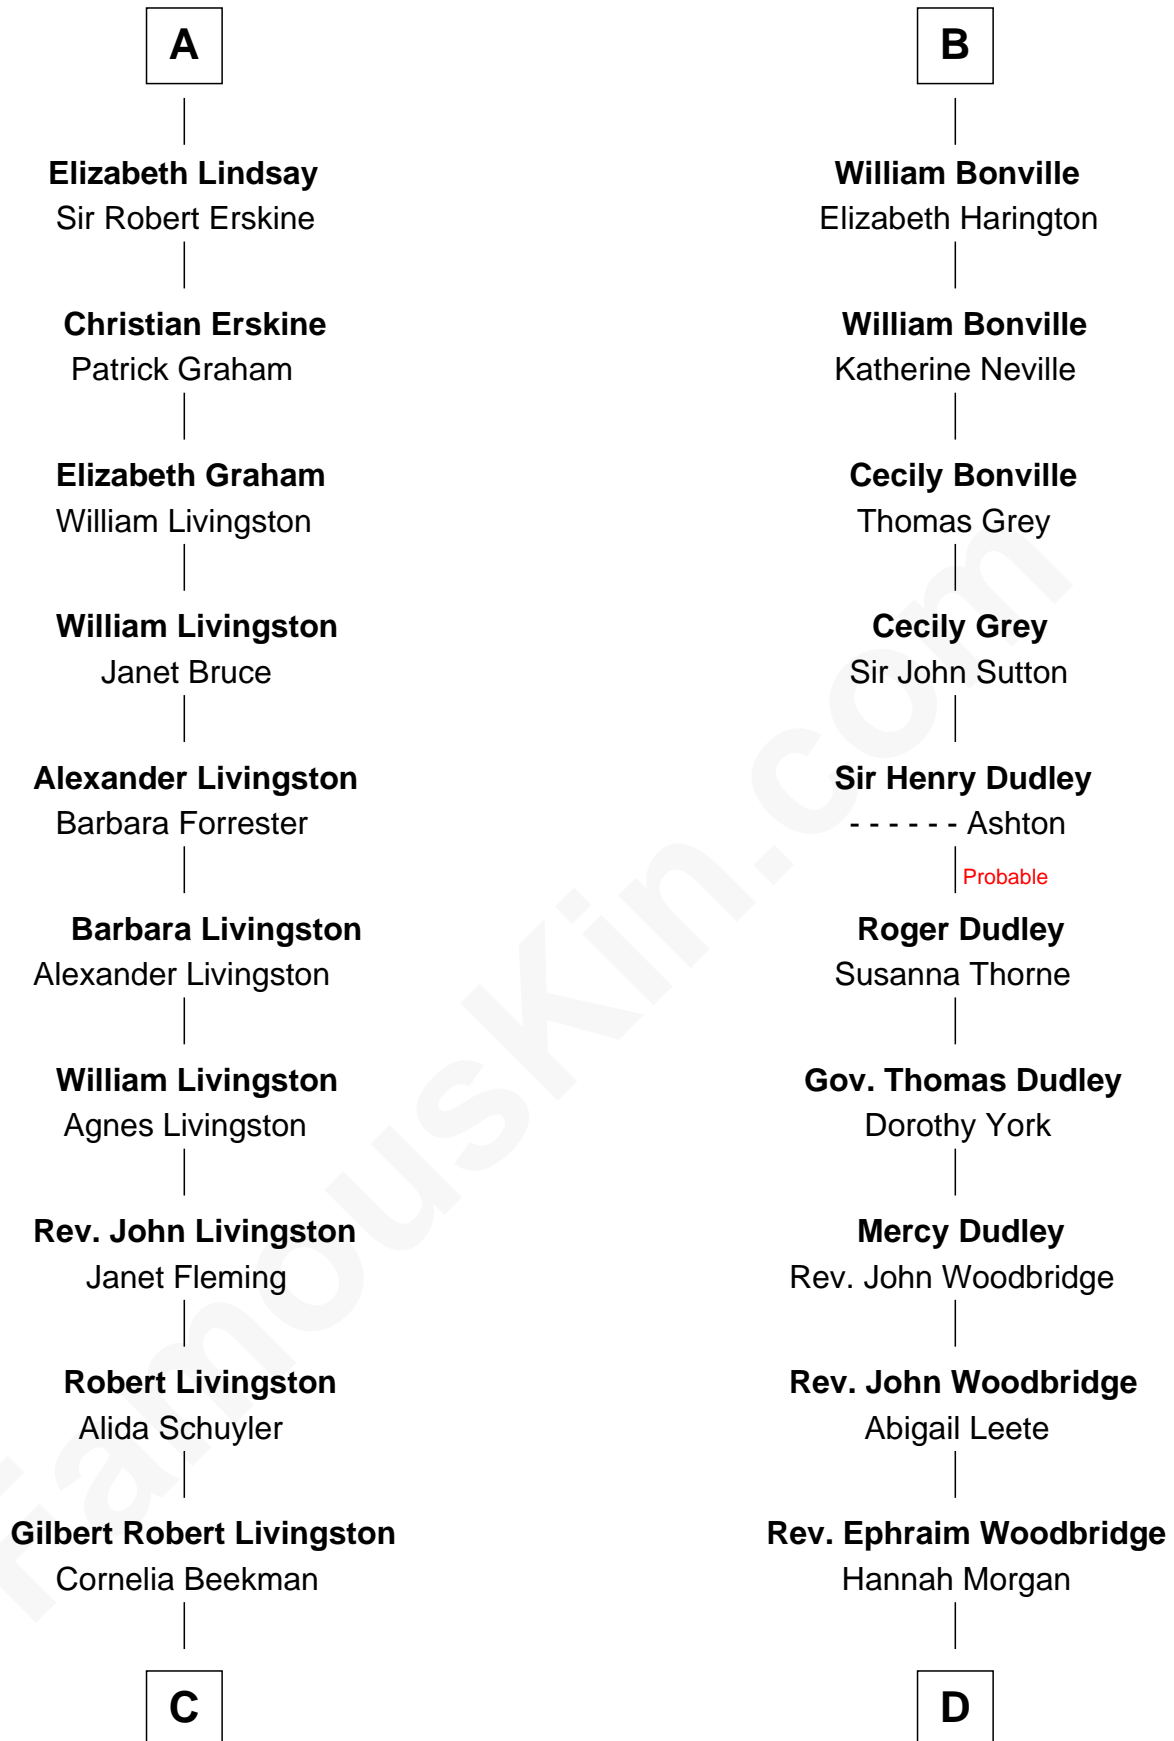 A
Elizabeth Lindsay
Sir Robert Erskine
Christian Erskine
Patrick Graham
Elizabeth Graham
William Livingston
William Livingston
Janet Bruce
Alexander Livingston
Barbara Forrester
Barbara Livingston
Alexander Livingston
William Livingston
Agnes Livingston
Rev. John Livingston
Janet Fleming
Robert Livingston
Alida Schuyler
Gilbert Robert Livingston
Cornelia Beekman
C
B
William Bonville
Elizabeth Harington
William Bonville
Katherine Neville
Cecily Bonville
Thomas Grey
Cecily Grey
Sir John Sutton
Sir Henry Dudley
- - - - - - Ashton
Probable
Roger Dudley
Susanna Thorne
Gov. Thomas Dudley
Dorothy York
Mercy Dudley
Rev. John Woodbridge
Rev. John Woodbridge
Abigail Leete
Rev. Ephraim Woodbridge
Hannah Morgan
D
FamousKin.com